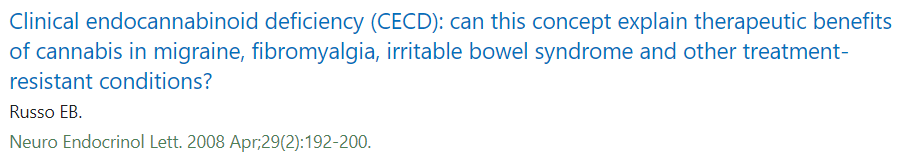 Clinical endocannabinoid deficiency (CECD): can this concept explain therapeutic benefits
of cannabis in migraine, fibromyalgia, irritable bowel syndrome and other treatment-
resistant conditions?
Russo EB.
Neuro Endocrinol Lett. 2008 Apr;29(2):192-200.